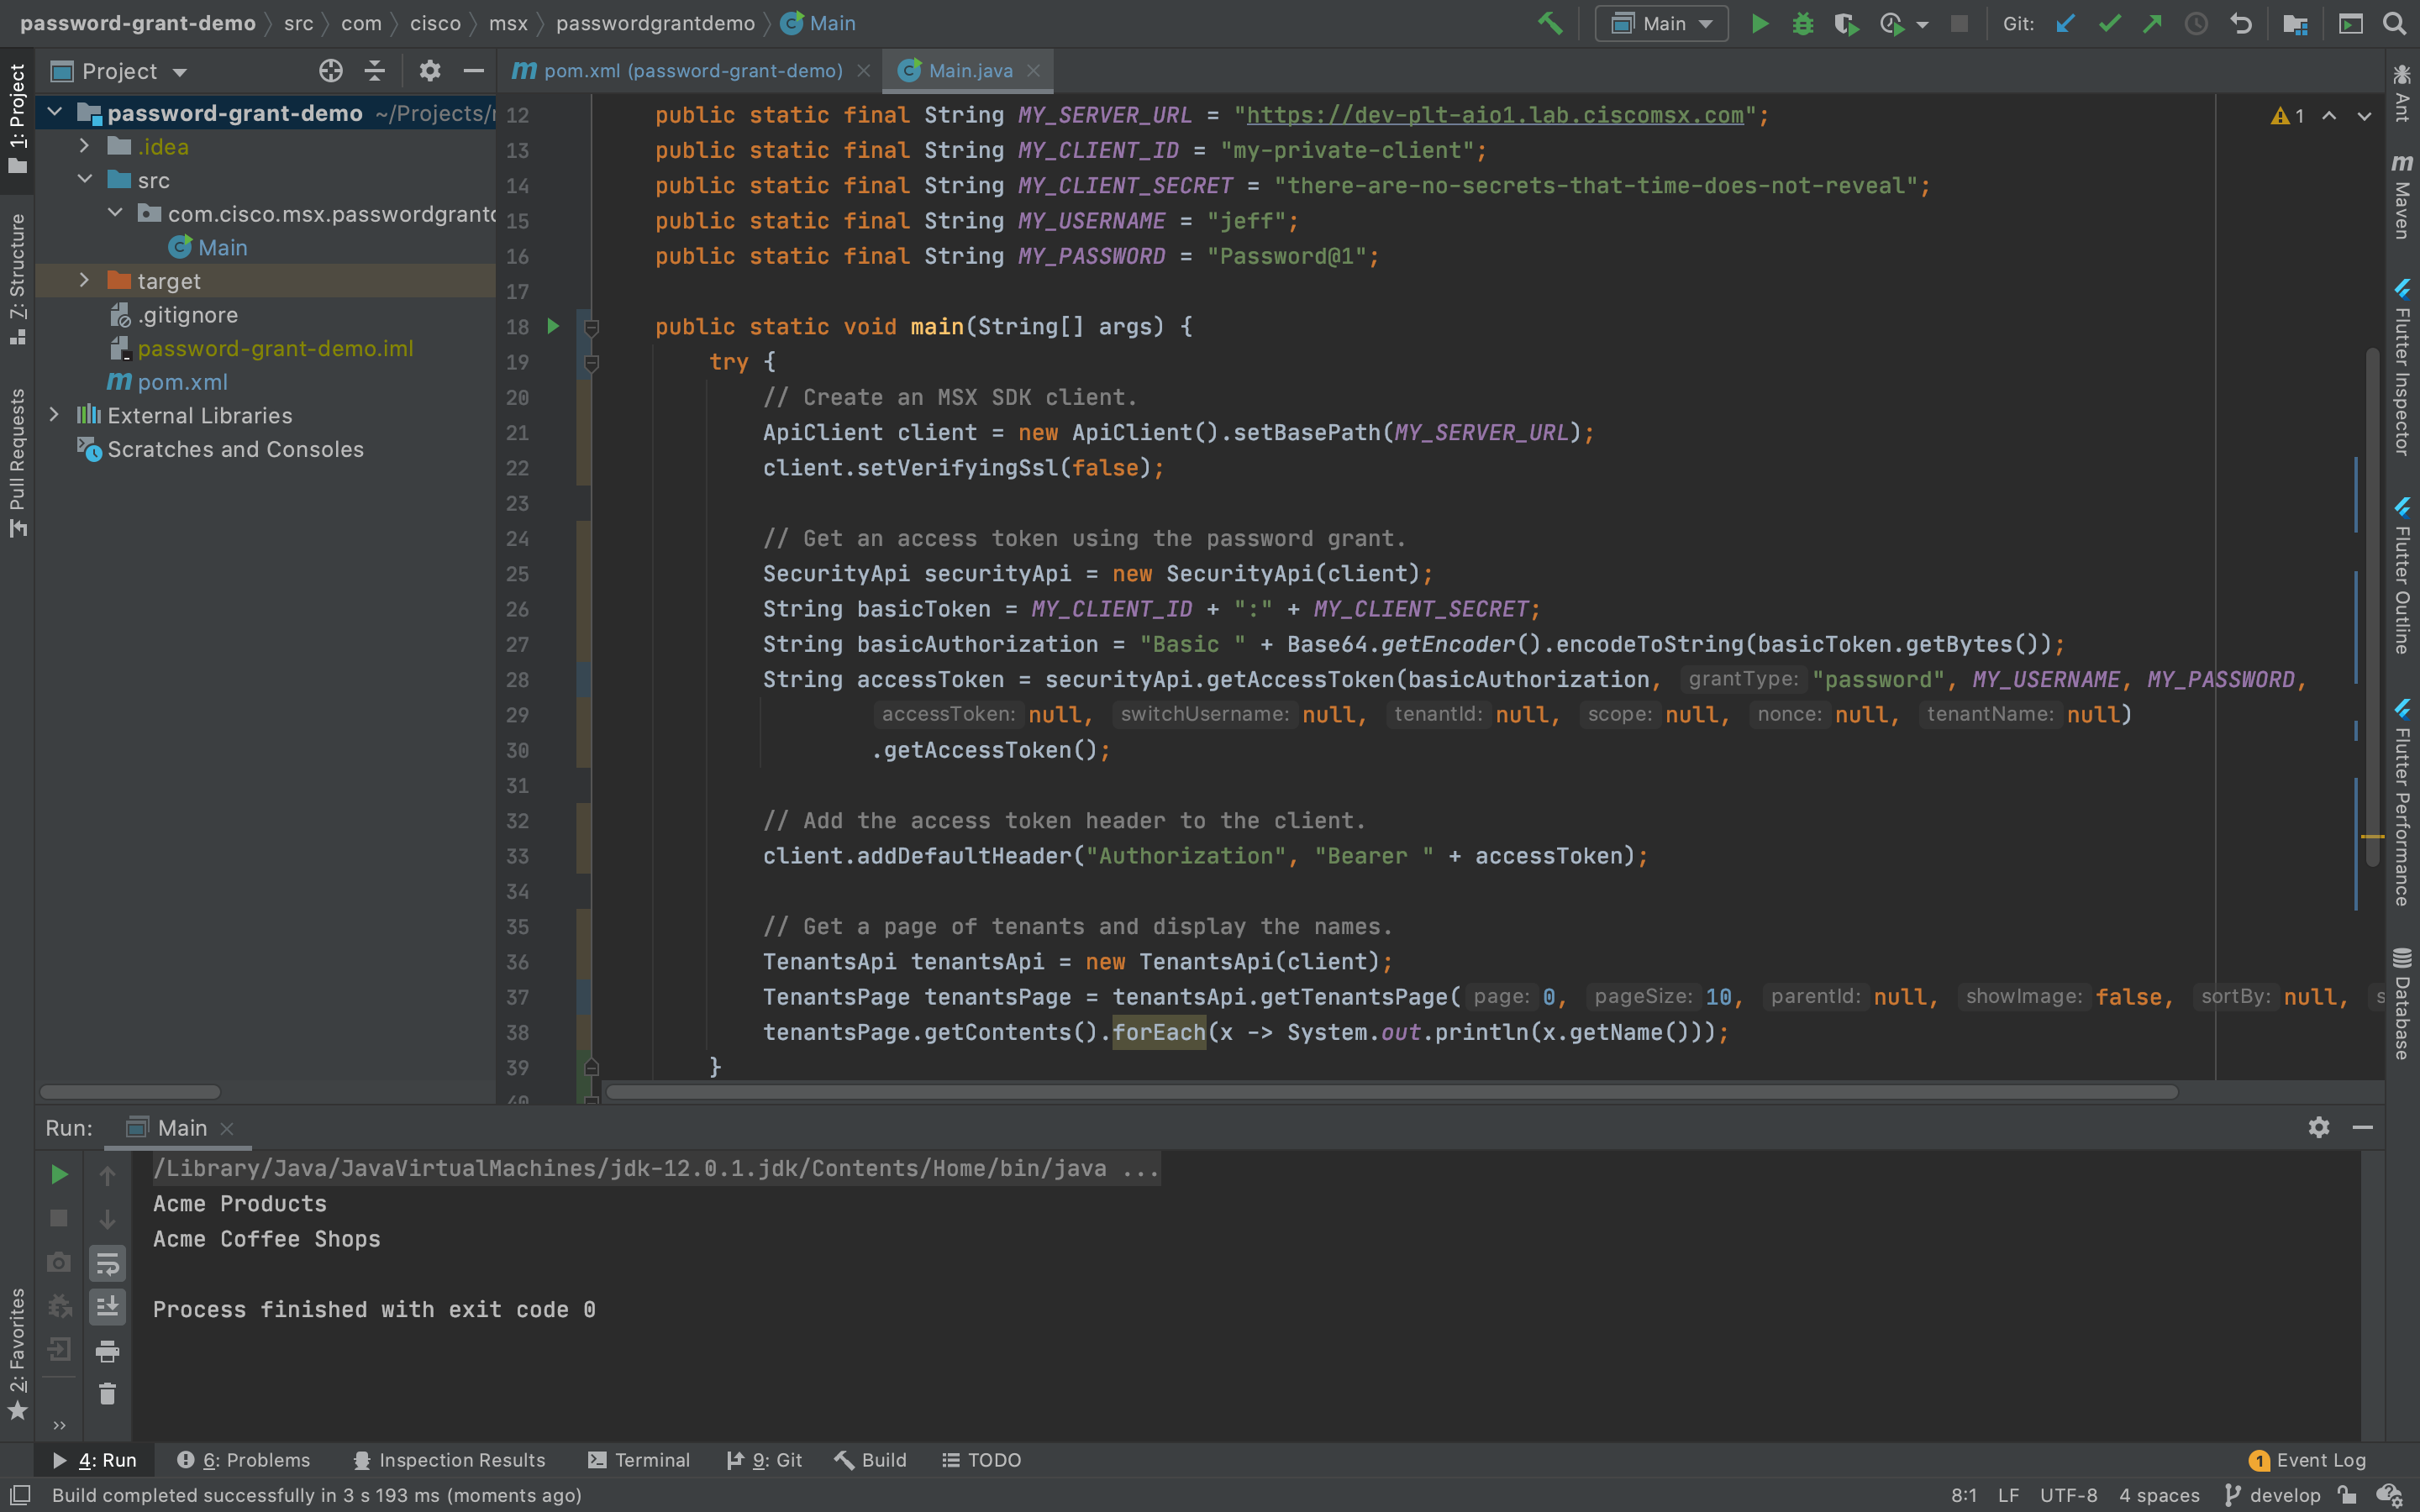 password-grant-demo src com cisco msx passwordgrantdemo Main
Main Git:
1: Project
Project
pom.xml (password-grant-demo)
Main.java
password-grant-demo ~/Projects/
.idea
src
com.cisco.msx.passwordgrant
Main
target
.gitignore
password-grant-demo.iml
pom.xml
External Libraries
Scratches and Consoles
7: Structure
Pull Requests
2: Favorites
12 public static final String MY_SERVER_URL = "https://dev-plt-aio1.lab.ciscomsx.com";
13 public static final String MY_CLIENT_ID = "my-private-client";
14 public static final String MY_CLIENT_SECRET = "there-are-no-secrets-that-time-does-not-reveal";
15 public static final String MY_USERNAME = "jeff";
16 public static final String MY_PASSWORD = "Password@1";
17
18 public static void main(String[] args) {
19 try {
20 // Create an MSX SDK client.
21 ApiClient client = new ApiClient().setBasePath(MY_SERVER_URL);
22 client.setVerifyingSsl(false);
23
24 // Get an access token using the password grant.
25 SecurityApi securityApi = new SecurityApi(client);
26 String basicToken = MY_CLIENT_ID + ":" + MY_CLIENT_SECRET;
27 String basicAuthorization = "Basic " + Base64.getEncoder().encodeToString(basicToken.getBytes());
28 String accessToken = securityApi.getAccessToken(basicAuthorization, grantType: "password", MY_USERNAME, MY_PASSWORD,
29 accessToken: null, switchUsername: null, tenantId: null, scope: null, nonce: null, tenantName: null)
30 .getAccessToken();
31
32 // Add the access token header to the client.
33 client.addDefaultHeader("Authorization", "Bearer " + accessToken);
34
35 // Get a page of tenants and display the names.
36 TenantsApi tenantsApi = new TenantsApi(client);
37 TenantsPage tenantsPage = tenantsApi.getTenantsPage( page: 0, pageSize: 10, parentId: null, showImage: false, sortBy: null, s
38 tenantsPage.getContents().forEach(x -> System.out.println(x.getName()));
39 }
40
1
Ant
Maven
Flutter Inspector
Flutter Outline
Flutter Performance
Database
Run: Main
/Library/Java/JavaVirtualMachines/jdk-12.0.1.jdk/Contents/Home/bin/java ...
Acme Products
Acme Coffee Shops
Process finished with exit code 0
4: Run 6: Problems Inspection Results Terminal 9: Git Build TODO 1 Event Log
Build completed successfully in 3 s 193 ms (moments ago) 8:1 LF UTF-8 4 spaces develop